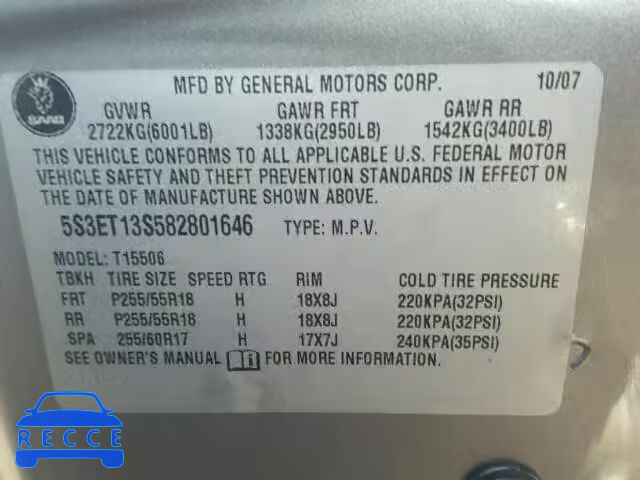 MFD BY GENERAL MOTORS CORP. 10/07
SAAB
GVWR GAWR FRT GAWR RR
2722KG(6001LB) 1338KG(2950LB) 1542KG(3400LB)
THIS VEHICLE CONFORMS TO ALL APPLICABLE U.S. FEDERAL MOTOR
VEHICLE SAFETY AND THEFT PREVENTION STANDARDS IN EFFECT ON
THE DATE OF MANUFACTURE SHOWN ABOVE.
5S3ET13S582801646 TYPE: M.P.V.
MODEL: T15506
TBKH TIRE SIZE SPEED RTG RIM COLD TIRE PRESSURE
FRT P255/55R18 H 18X8J 220KPA(32PSI)
RR P255/55R18 H 18X8J 220KPA(32PSI)
SPA 255/60R17 H 17X7J 240KPA(35PSI)
SEE OWNER'S MANUAL FOR MORE INFORMATION.
RECCE